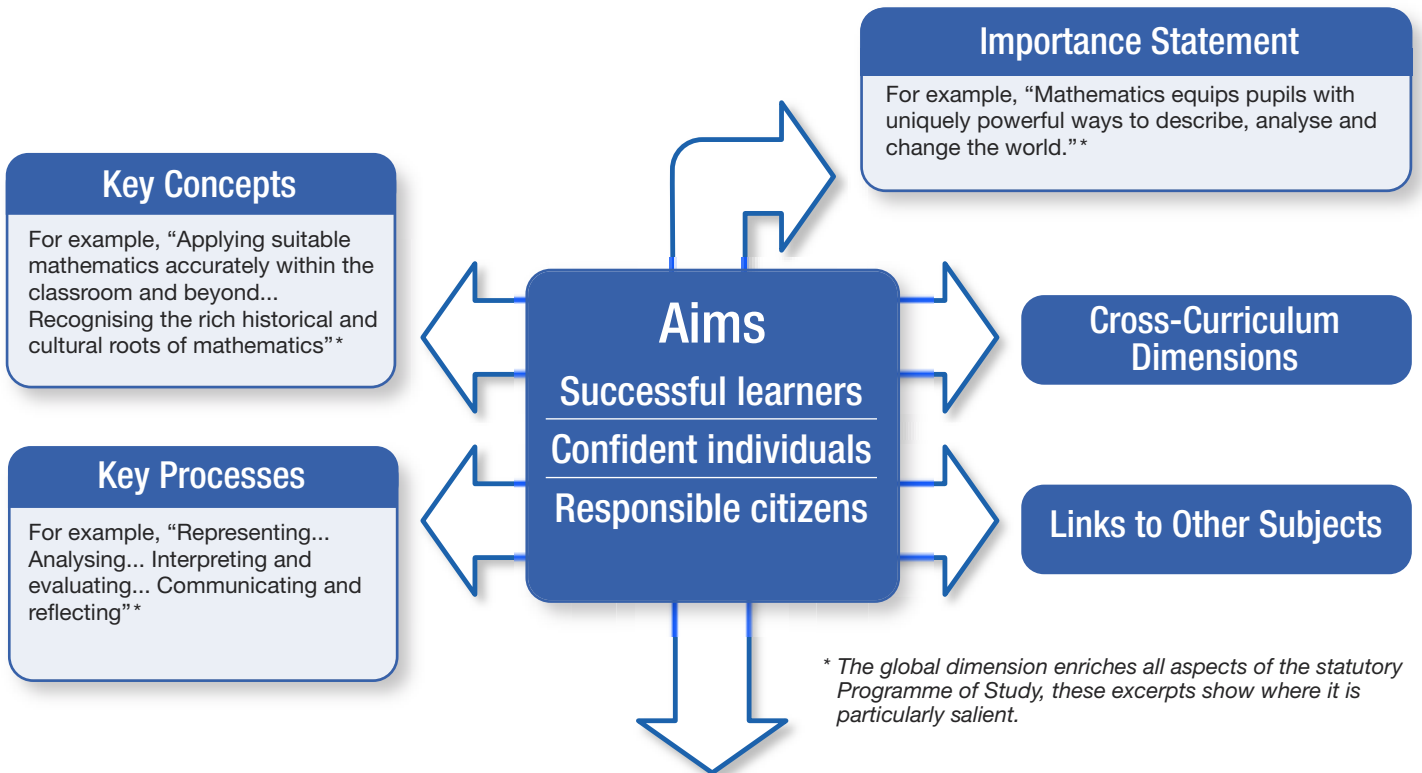 Importance Statement
For example, “Mathematics equips pupils with
uniquely powerful ways to describe, analyse and
change the world.”*
Key Concepts
For example, “Applying suitable
mathematics accurately within the
classroom and beyond...
Recognising the rich historical and
cultural roots of mathematics”*
Key Processes
For example, “Representing...
Analysing... Interpreting and
evaluating... Communicating and
reflecting”*
Aims
Successful learners
Confident individuals
Responsible citizens
Cross-Curriculum
Dimensions
Links to Other Subjects
* The global dimension enriches all aspects of the statutory
Programme of Study, these excerpts show where it is
particularly salient.